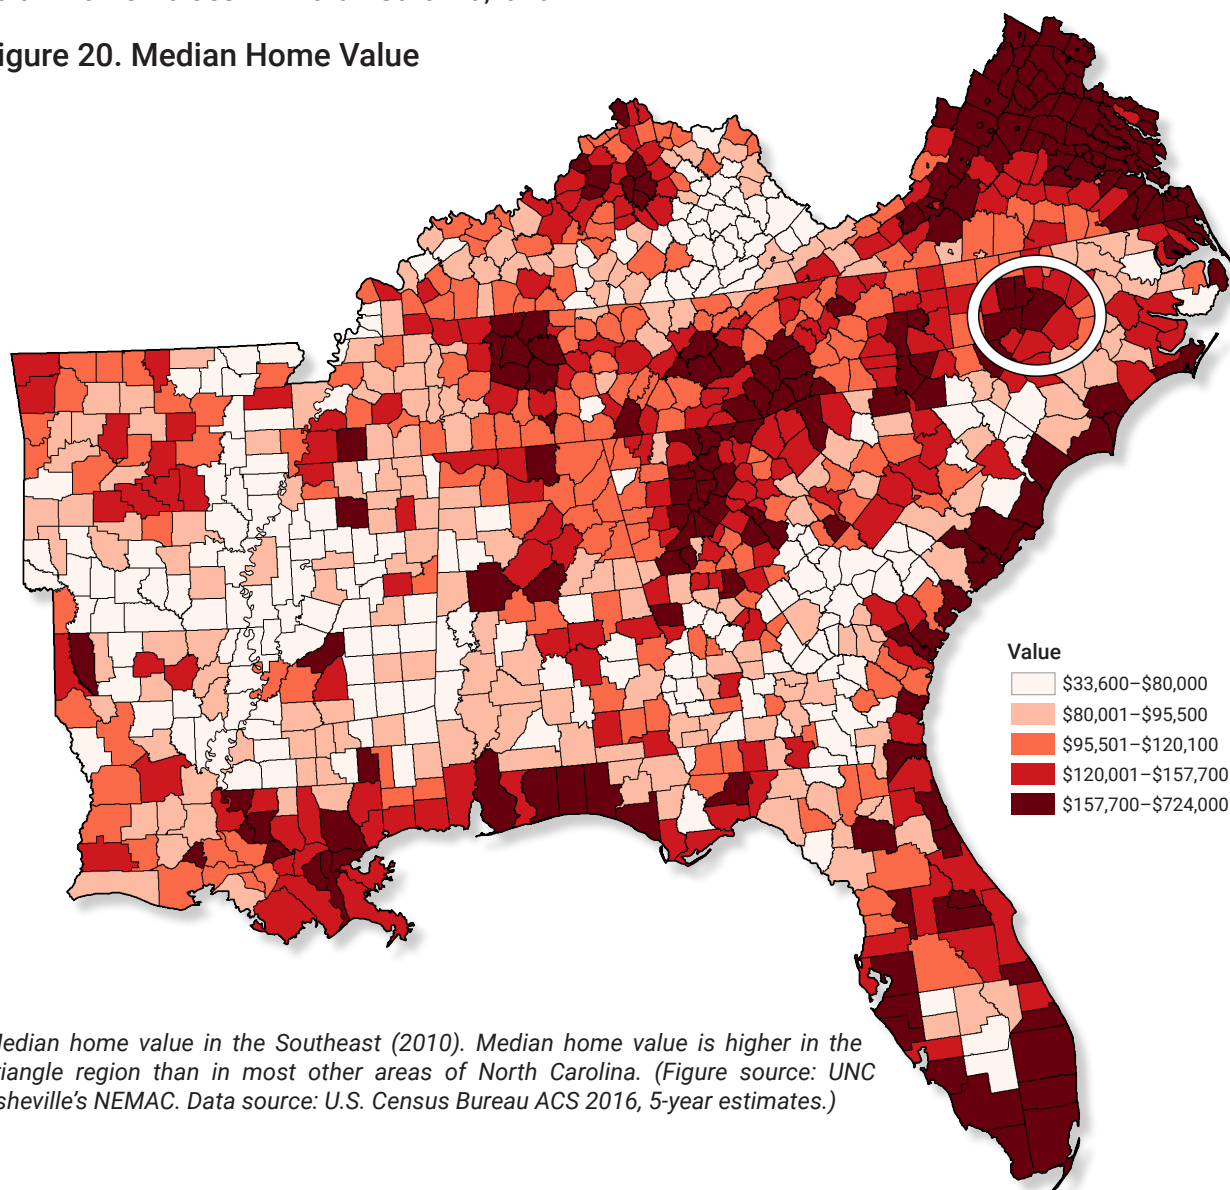 igure 20. Median Home Value
Value
$33,600–$80,000
$80,001–$95,500
$95,501–$120,100
$120,001–$157,700
$157,700–$724,000
edian home value in the Southeast (2010). Median home value is higher in the
riangle region than in most other areas of North Carolina. (Figure source: UNC
sheville's NEMAC. Data source: U.S. Census Bureau ACS 2016, 5-year estimates.)